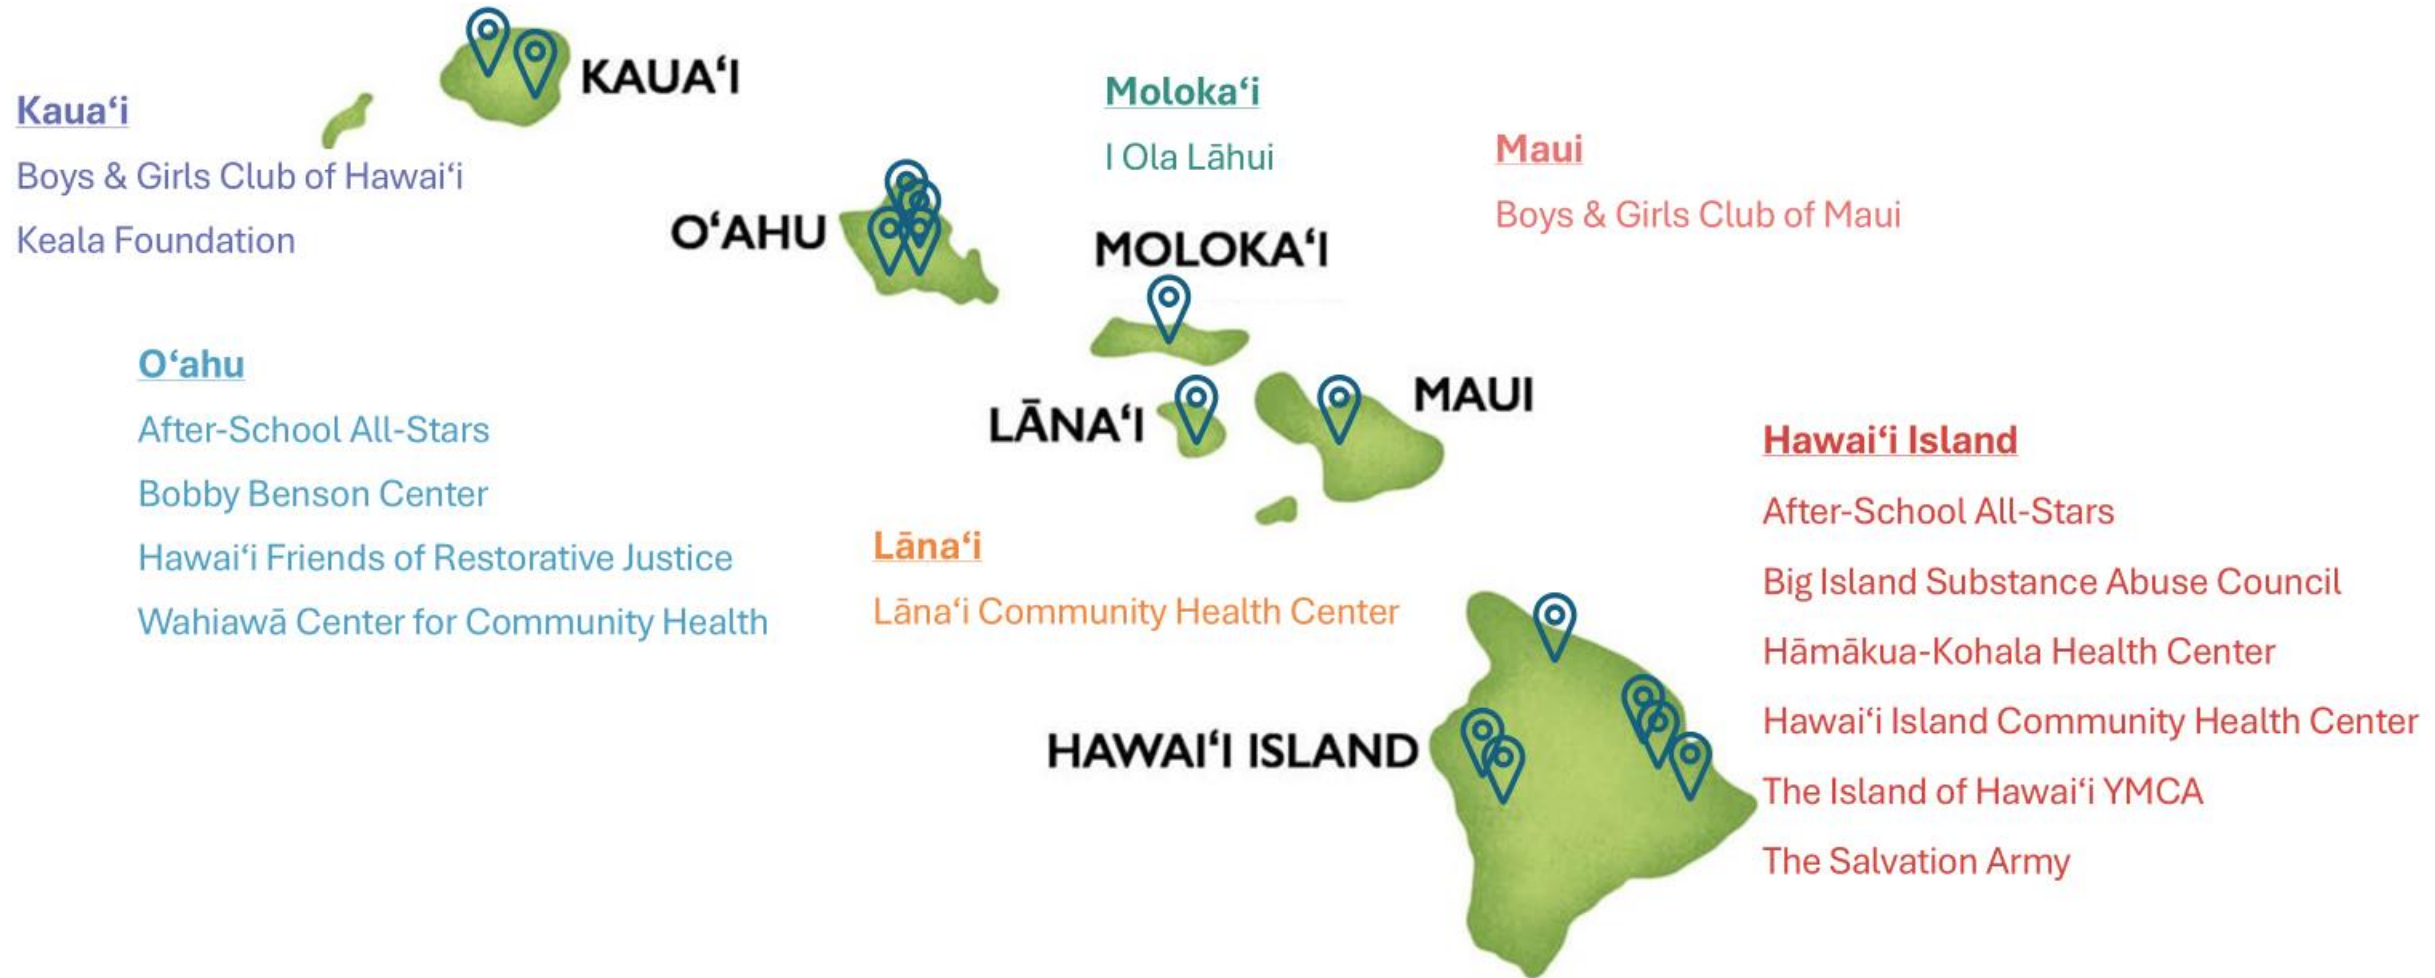 KAUAʻI
Kauaʻi
Boys & Girls Club of Hawaiʻi
Keala Foundation
Molokaʻi
I Ola Lāhui
Maui
Boys & Girls Club of Maui
OʻAHU
MOLOKAʻI
Oʻahu
After-School All-Stars
Bobby Benson Center
Hawaiʻi Friends of Restorative Justice
Wahiawā Center for Community Health
LĀNAʻI
MAUI
Lānaʻi
Lānaʻi Community Health Center
HAWAIʻI ISLAND
Hawaiʻi Island
After-School All-Stars
Big Island Substance Abuse Council
Hāmākua-Kohala Health Center
Hawaiʻi Island Community Health Center
The Island of Hawaiʻi YMCA
The Salvation Army